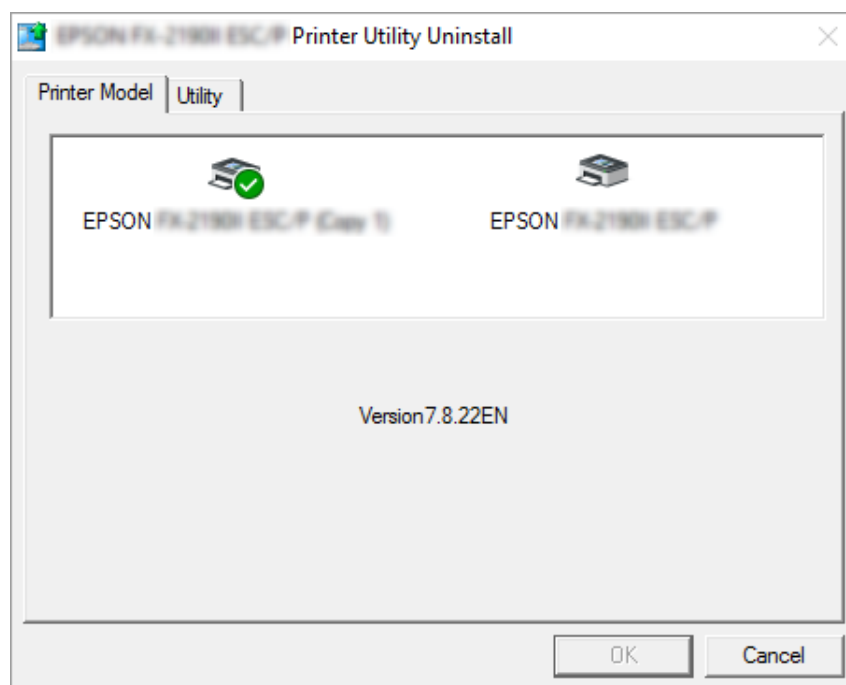 Printer Utility Uninstall
Printer Model
Utility
EPSON
EPSON
Version7.8.22EN
OK
Cancel